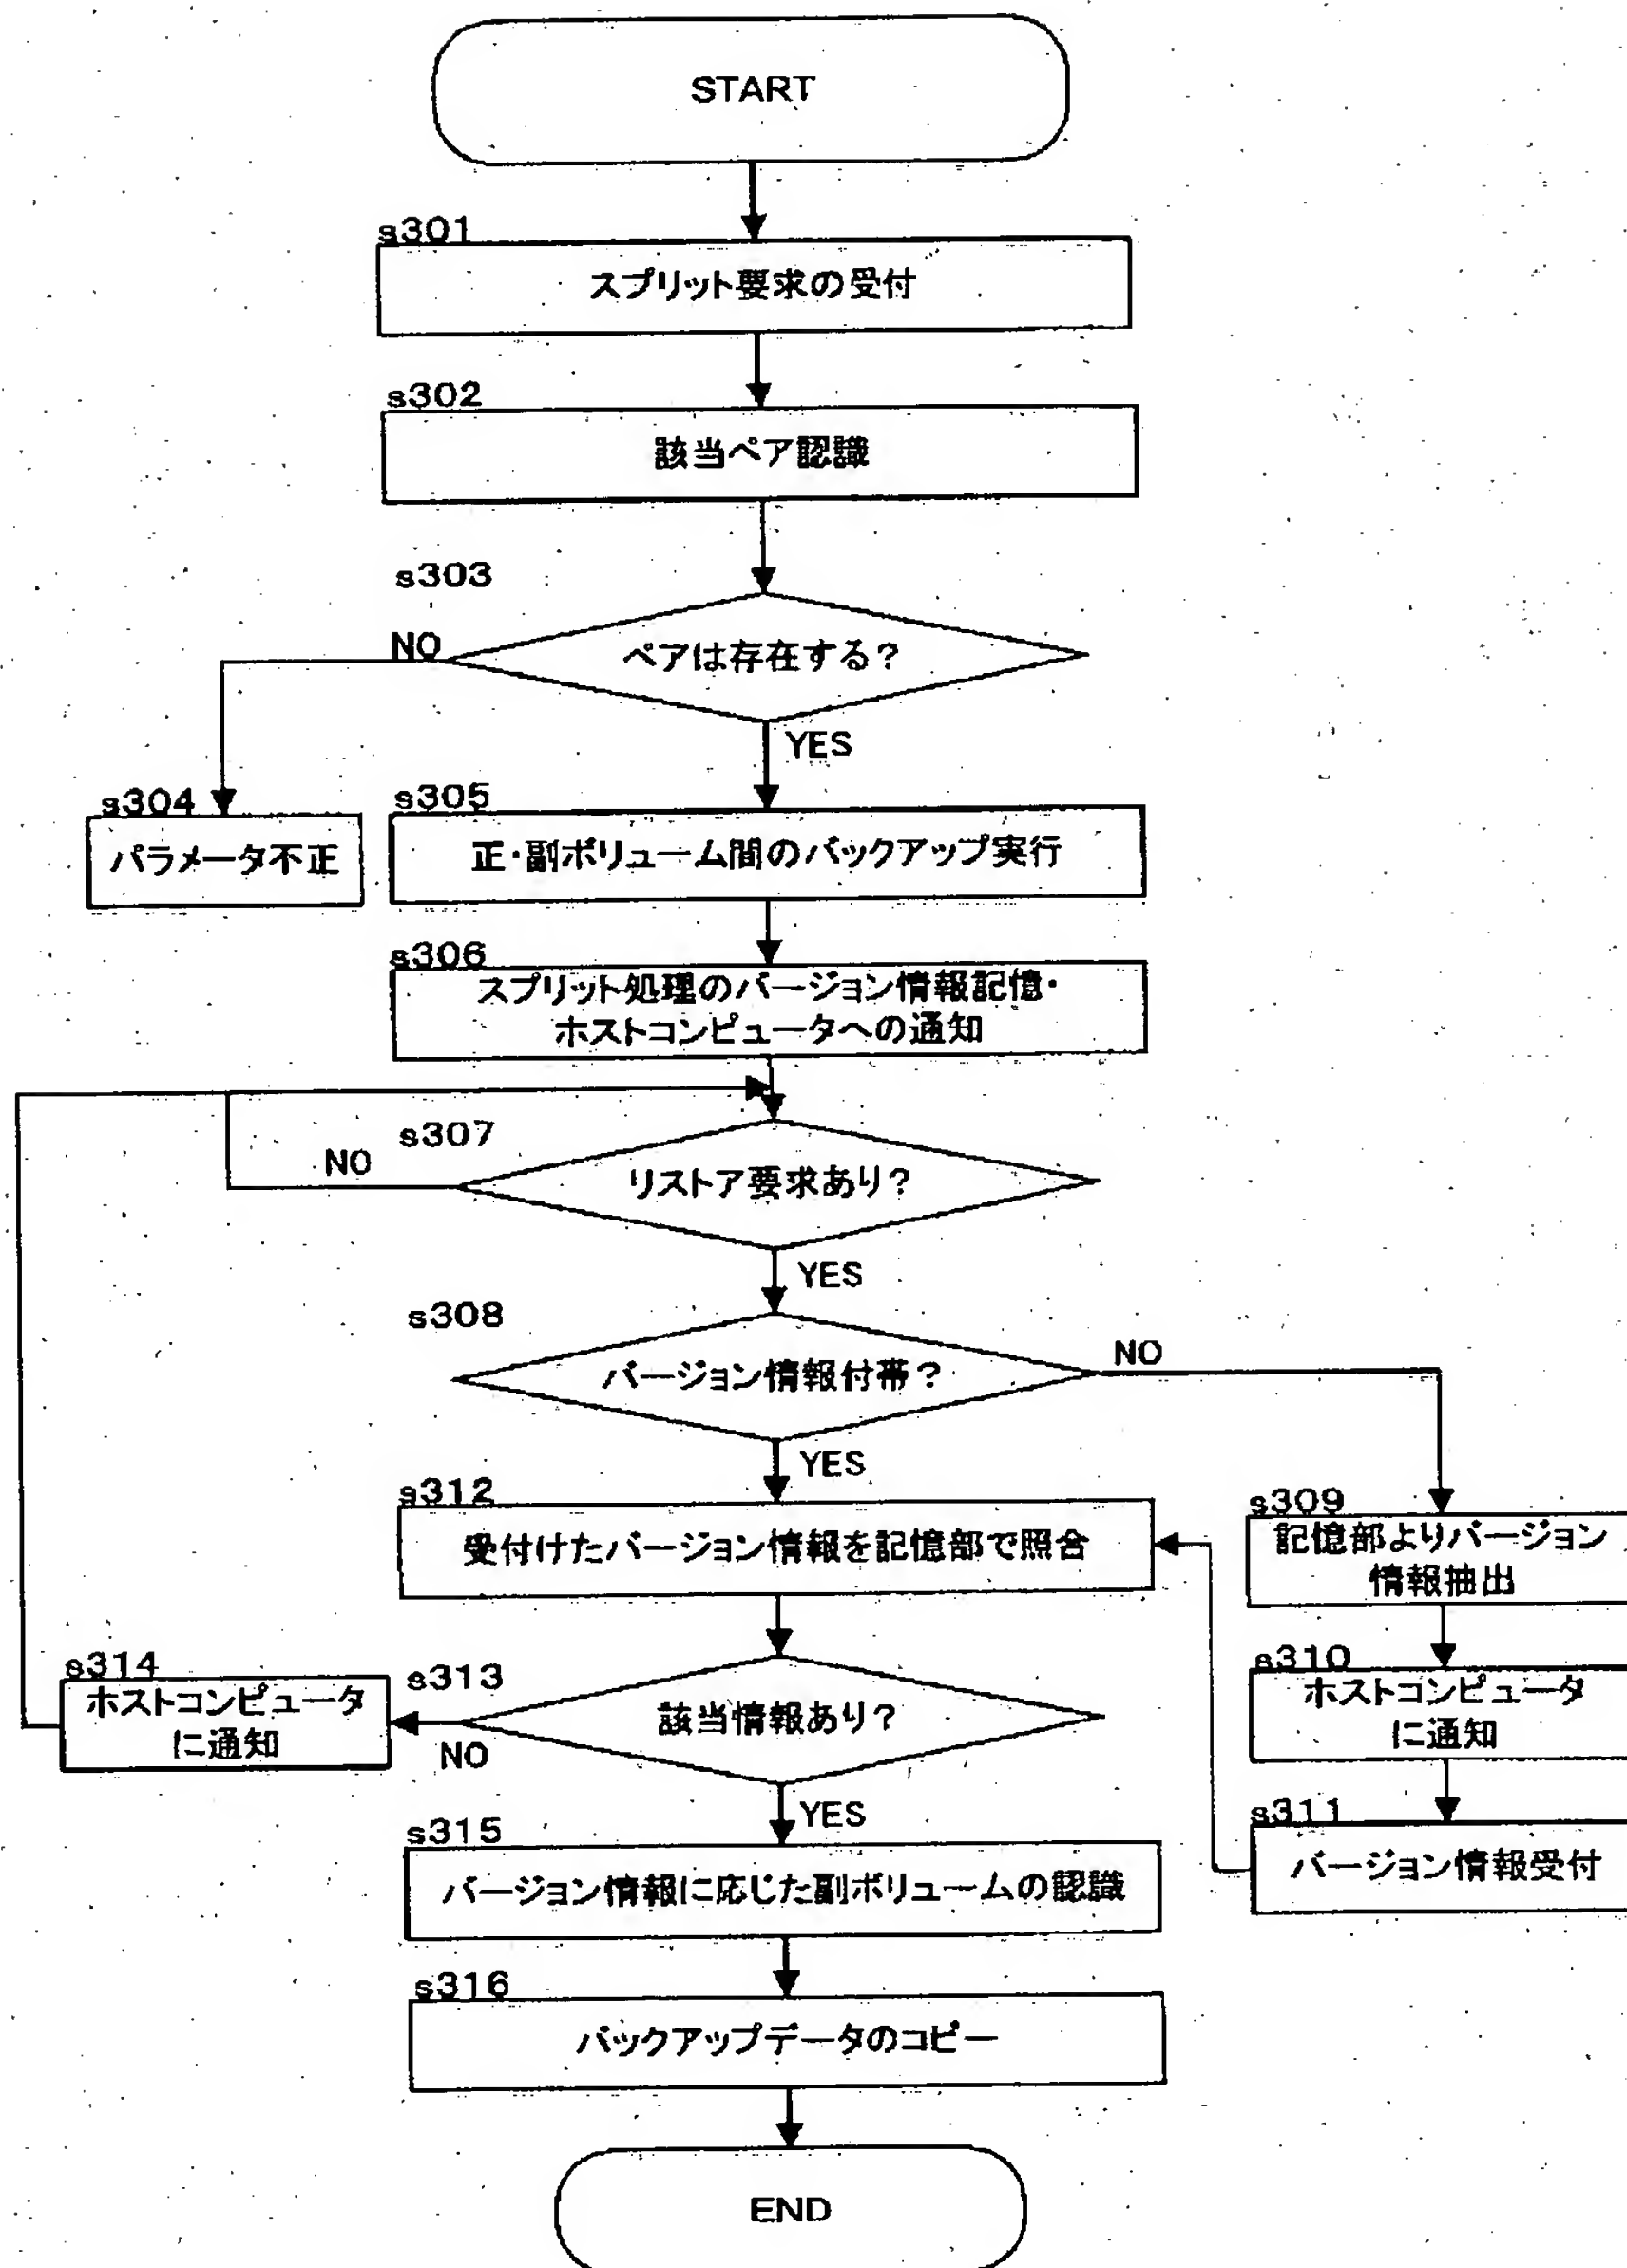 START
s301
スプリット要求の受付
s302
該当ペア認識
s303
ペアは存在する?
NO
YES
s304
パラメータ不正
s305
正・副ボリューム間のバックアップ実行
s306
スプリット処理のバージョン情報記憶・
ホストコンピュータへの通知
s307
NO
リストア要求あり?
YES
s308
バージョン情報付帯?
NO
YES
s312
受付けたバージョン情報を記憶部で照合
s309
記憶部よりバージョン
情報抽出
s310
ホストコンピュータ
に通知
s311
バージョン情報受付
s313
該当情報あり?
NO
s314
ホストコンピュータ
に通知
YES
s315
バージョン情報に応じた副ボリュームの認識
s316
バックアップデータのコピー
END